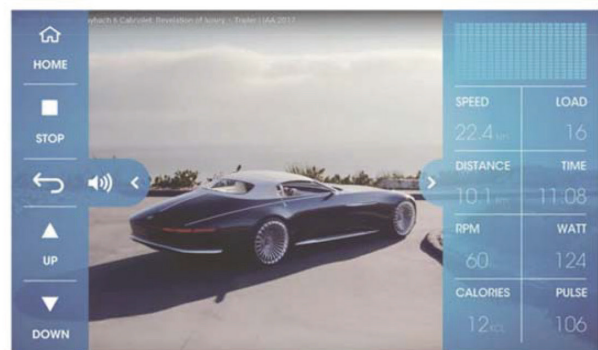 6 Cabriolet: Revelation of luxury – Trailer | IAA 2017
HOME
STOP
UP
DOWN
SPEED
LOAD
22.4
16
DISTANCE
TIME
10.1
11.08
RPM
WATT
60
124
CALORIES
PULSE
12
106